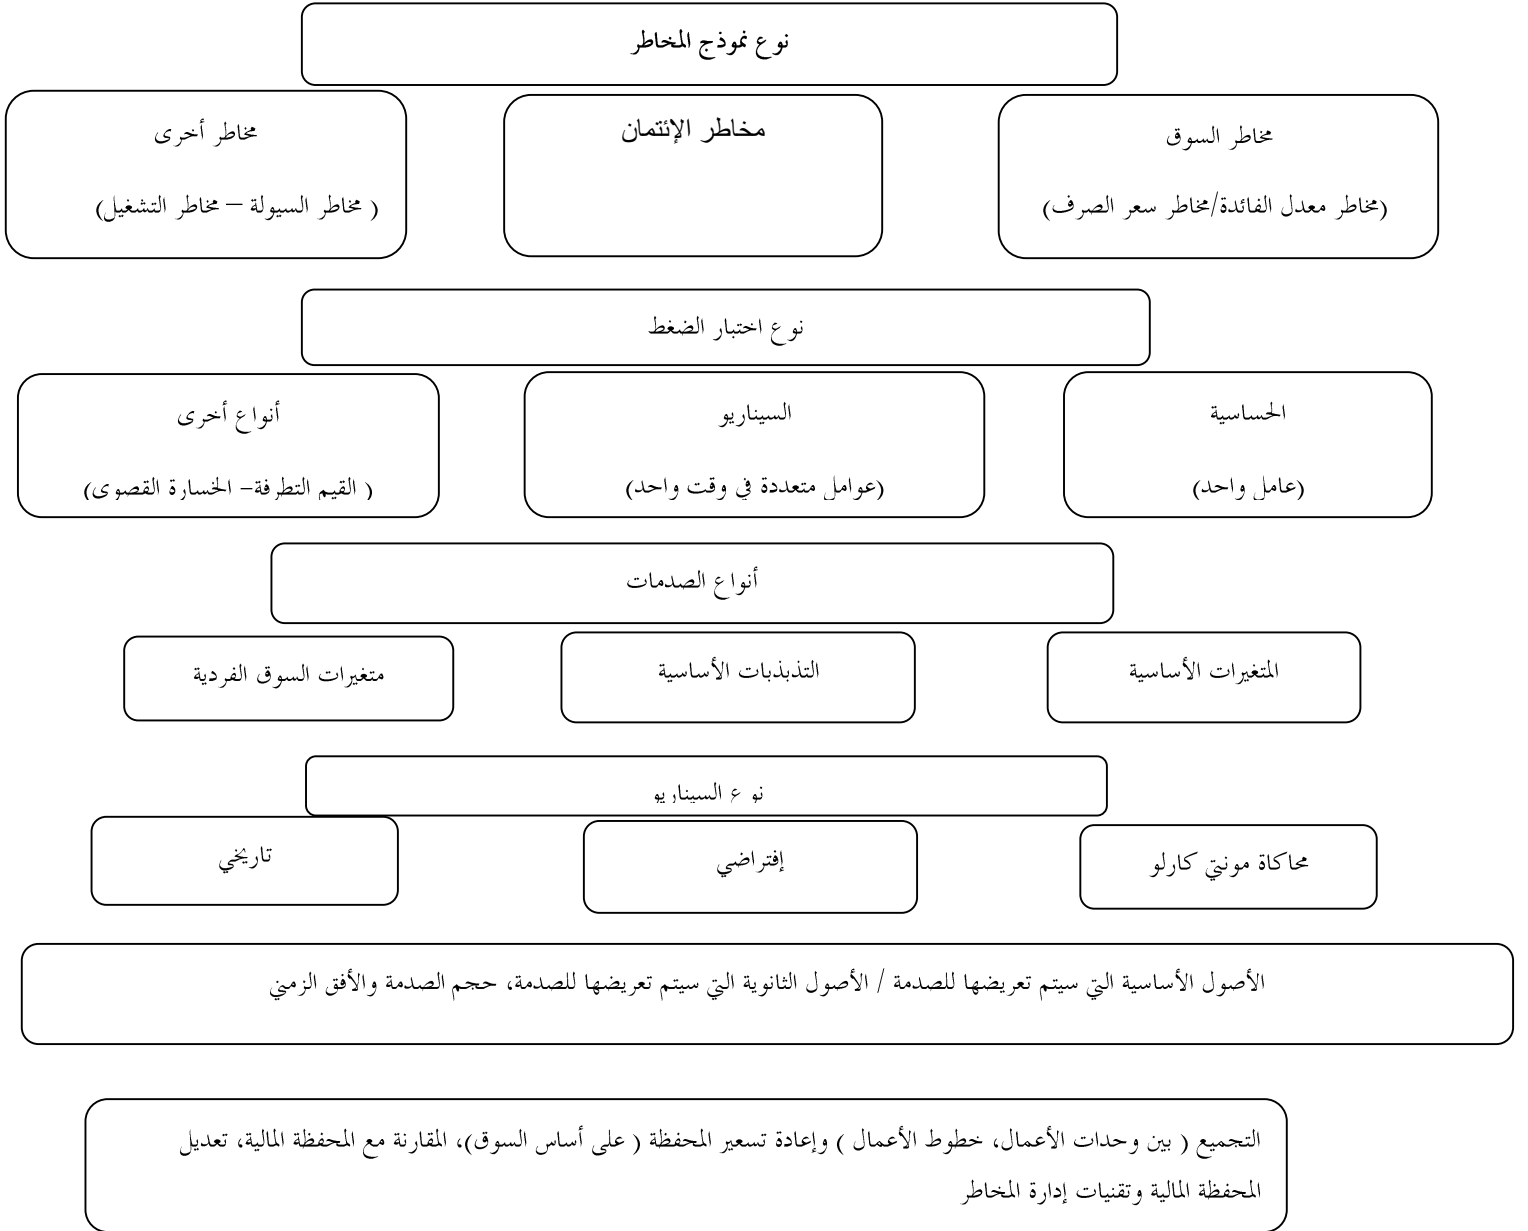 نوع نموذج المخاطر
مخاطر السوق
(مخاطر معدل الفائدة/مخاطر سعر الصرف)
مخاطر الإئتمان
مخاطر أخرى
( مخاطر السيولة – مخاطر التشغيل)
نوع اختبار الضغط
الحساسية
(عامل واحد)
السيناريو
(عوامل متعددة في وقت واحد)
أنواع أخرى
( القيم التطرفة– الخسارة القصوى)
أنواع الصدمات
المتغيرات الأساسية
التذبذبات الأساسية
متغيرات السوق الفردية
نوع السيناريو
محاكاة مونتي كارلو
إفتراضي
تاريخي
الأصول الأساسية التي سيتم تعريضها للصدمة / الأصول الثانوية التي سيتم تعريضها للصدمة، حجم الصدمة والأفق الزمني
التجميع ( بين وحدات الأعمال، خطوط الأعمال ) وإعادة تسعير المحفظة ( على أساس السوق)، المقارنة مع المحفظة المالية، تعديل
المحفظة المالية وتقنيات إدارة المخاطر